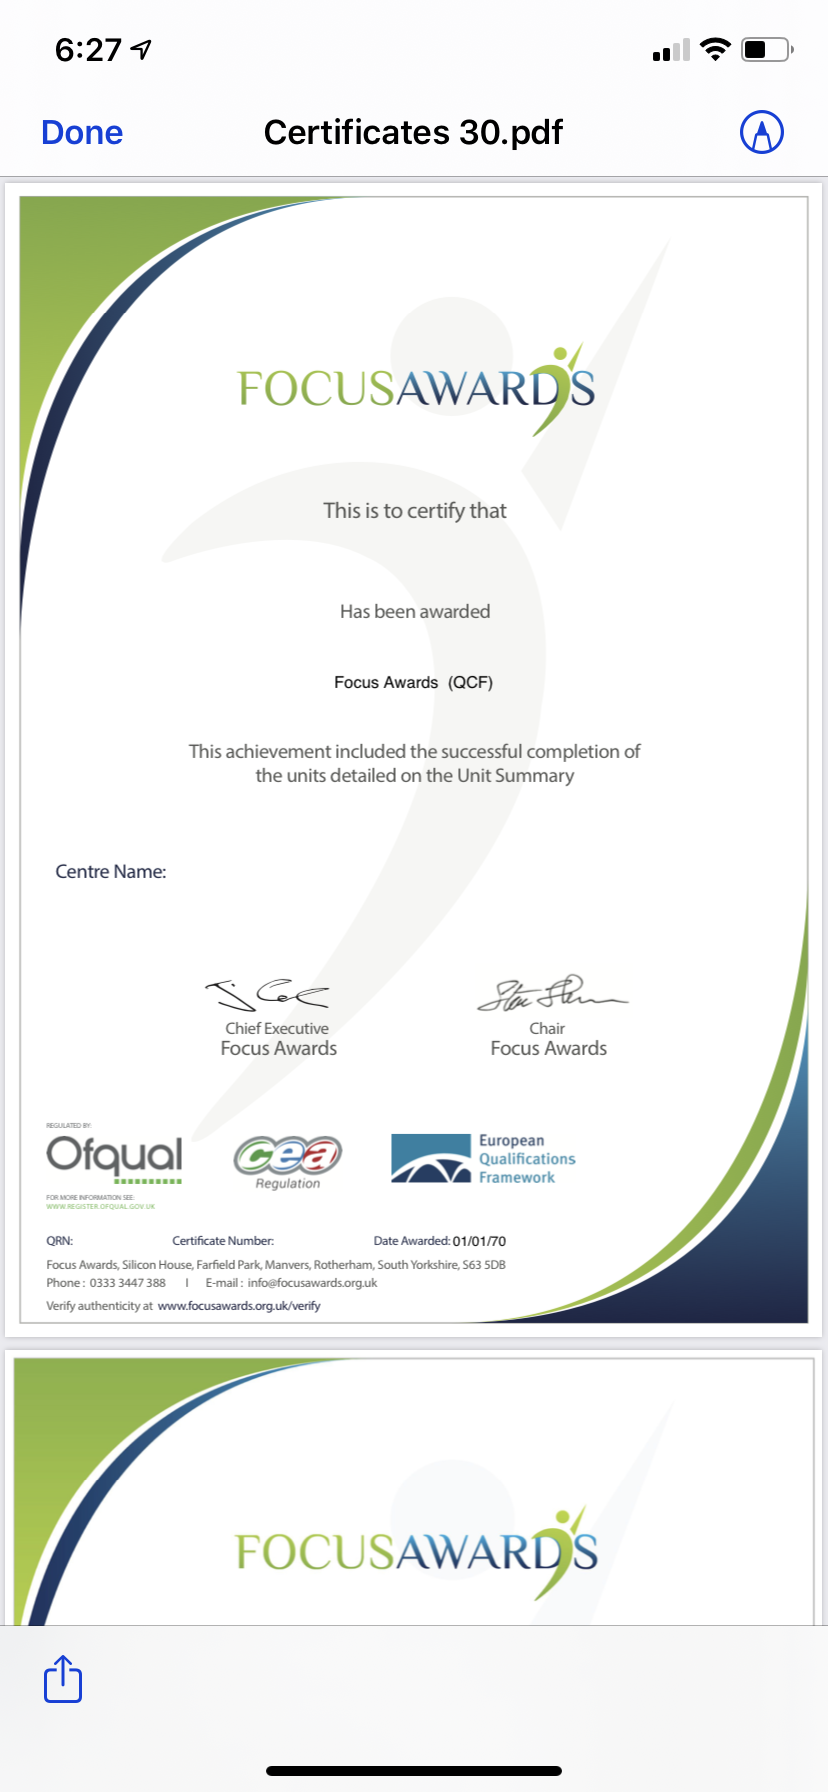 6:27
Done
Certificates 30.pdf
FOCUSAWARDS
This is to certify that
Has been awarded
Focus Awards (QCF)
This achievement included the successful completion of
the units detailed on the Unit Summary
Centre Name:
Chief Executive
Focus Awards
Chair
Focus Awards
REGULATED BY:
Ofqual
FOR MORE INFORMATION SEE:
WWW.REGISTER.OFQUAL.GOV.UK
cea
Regulation
European
Qualifications
Framework
QRN: Certificate Number: Date Awarded: 01/01/70
Focus Awards, Silicon House, Farfield Park, Manvers, Rotherham, South Yorkshire, S63 5DB
Phone : 0333 3447 388 | E-mail : info@focusawards.org.uk
Verify authenticity at www.focusawards.org.uk/verify
FOCUSAWARDS